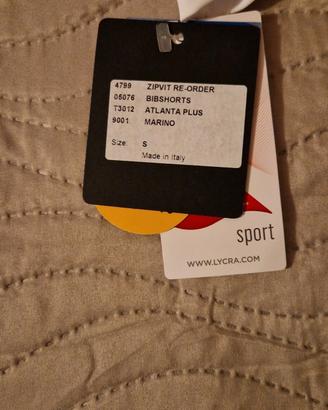 4799 ZIPVIT RE-ORDER
05076 BIBSHORTS
T3012 ATLANTA PLUS
9001 MARINO
Size: S
Made in Italy
sport
WWW.LYCRA.COM